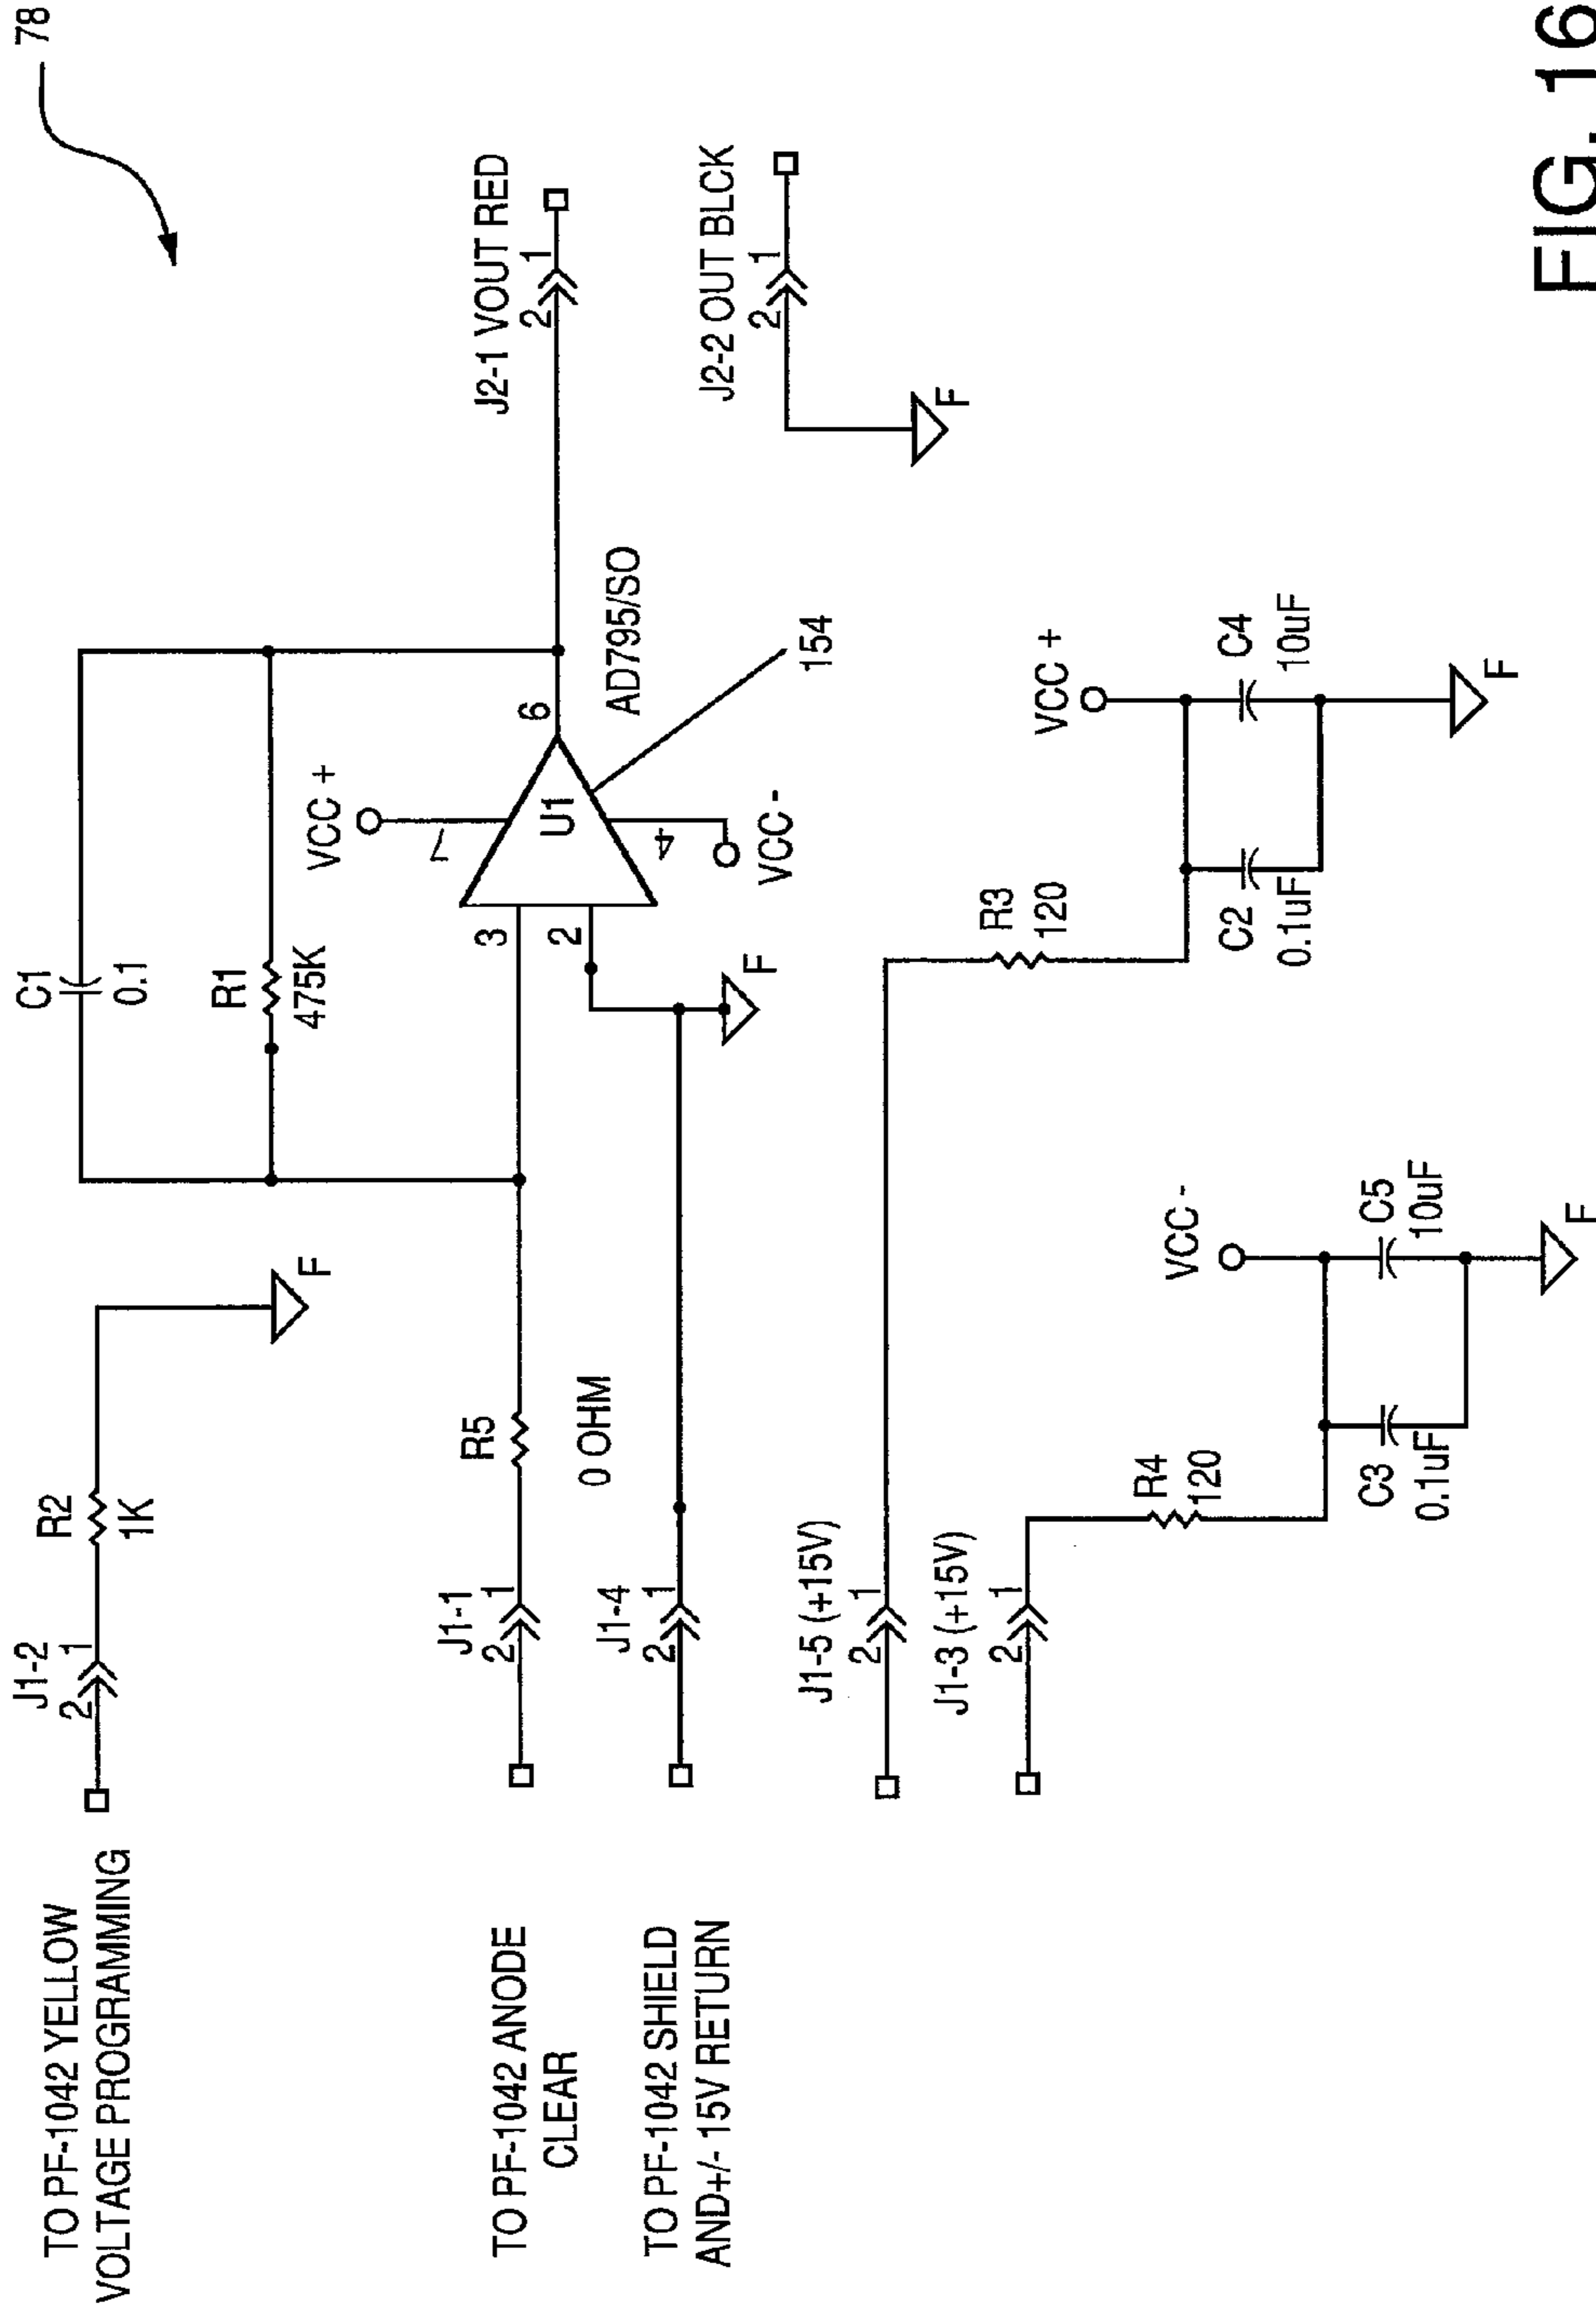 78
TO PF-1042 YELLOW
VOLTAGE PROGRAMMING
J1-2
2
1
R2
1K
F
C1
0.1
R1
475K
TO PF-1042 ANODE
CLEAR
J1-1
2
1
R5
0 OHM
3
2
U1
6
7
VCC +
4
VCC -
AD795/SO
154
J2-1 VOUT RED
2
1
TO PF-1042 SHIELD
AND+/- 15V RETURN
J1-4
2
1
F
J2-2 OUT BLCK
2
1
F
J1-5 (+15V)
2
1
R3
120
VCC +
C2
0.1uF
C4
10uF
F
J1-3 (+15V)
2
1
R4
120
VCC -
C3
0.1uF
C5
10uF
F
FIG. 16